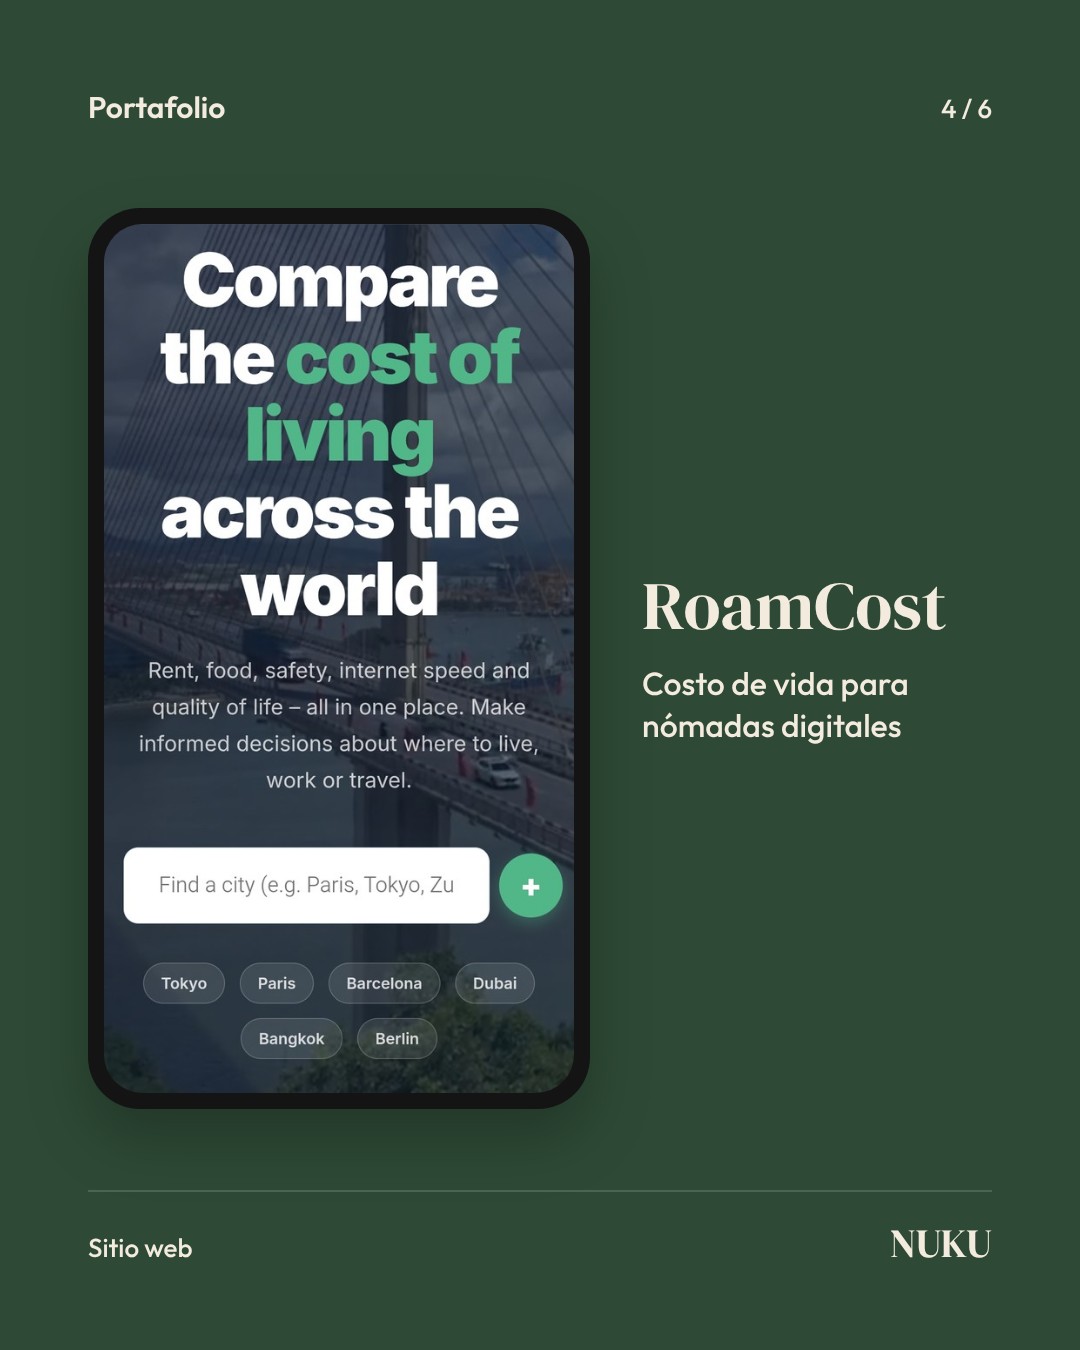 Portafolio
4 / 6
Compare
the cost of
living
across the
world
Rent, food, safety, internet speed and
quality of life – all in one place. Make
informed decisions about where to live,
work or travel.
Find a city (e.g. Paris, Tokyo, Zu
+
Tokyo
Paris
Barcelona
Dubai
Bangkok
Berlin
RoamCost
Costo de vida para
nómadas digitales
Sitio web
NUKU